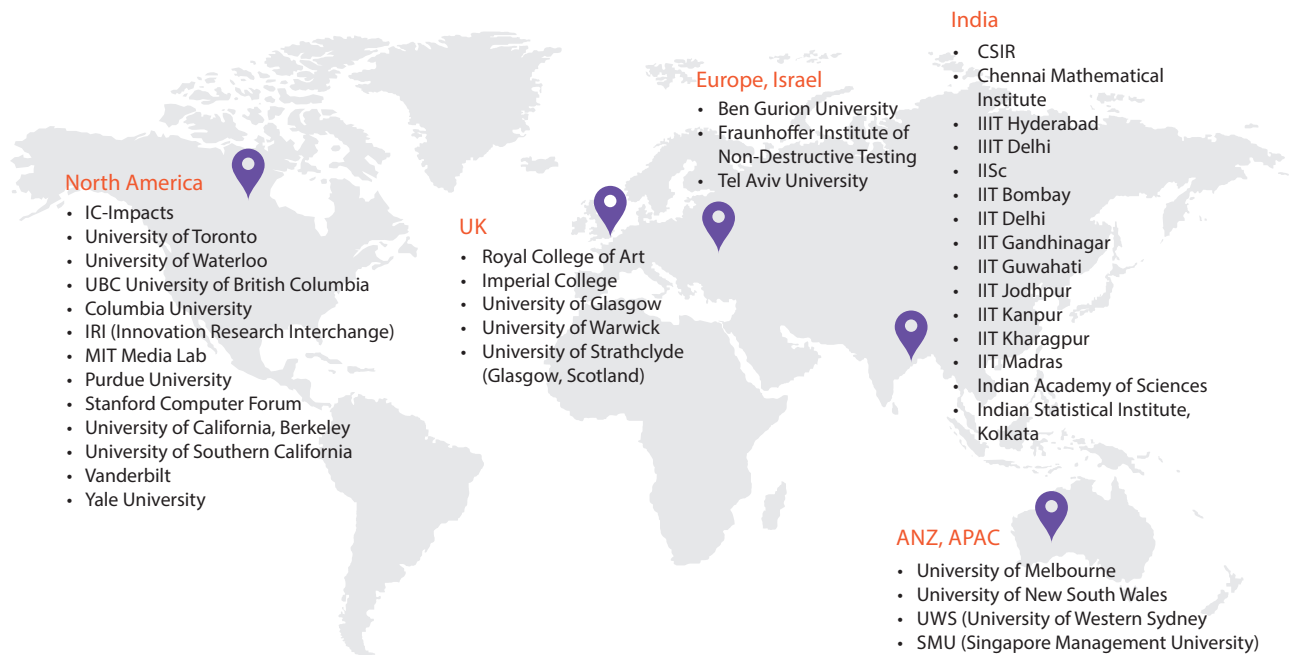 North America
• IC-Impacts
• University of Toronto
• University of Waterloo
• UBC University of British Columbia
• Columbia University
• IRI (Innovation Research Interchange)
• MIT Media Lab
• Purdue University
• Stanford Computer Forum
• University of California, Berkeley
• University of Southern California
• Vanderbilt
• Yale University
UK
• Royal College of Art
• Imperial College
• University of Glasgow
• University of Warwick
• University of Strathclyde
(Glasgow, Scotland)
Europe, Israel
• Ben Gurion University
• Fraunhoffer Institute of
Non-Destructive Testing
• Tel Aviv University
India
• CSIR
• Chennai Mathematical
Institute
• IIIT Hyderabad
• IIIT Delhi
• IISc
• IIT Bombay
• IIT Delhi
• IIT Gandhinagar
• IIT Guwahati
• IIT Jodhpur
• IIT Kanpur
• IIT Kharagpur
• IIT Madras
• Indian Academy of Sciences
• Indian Statistical Institute,
Kolkata
ANZ, APAC
• University of Melbourne
• University of New South Wales
• UWS (University of Western Sydney
• SMU (Singapore Management University)